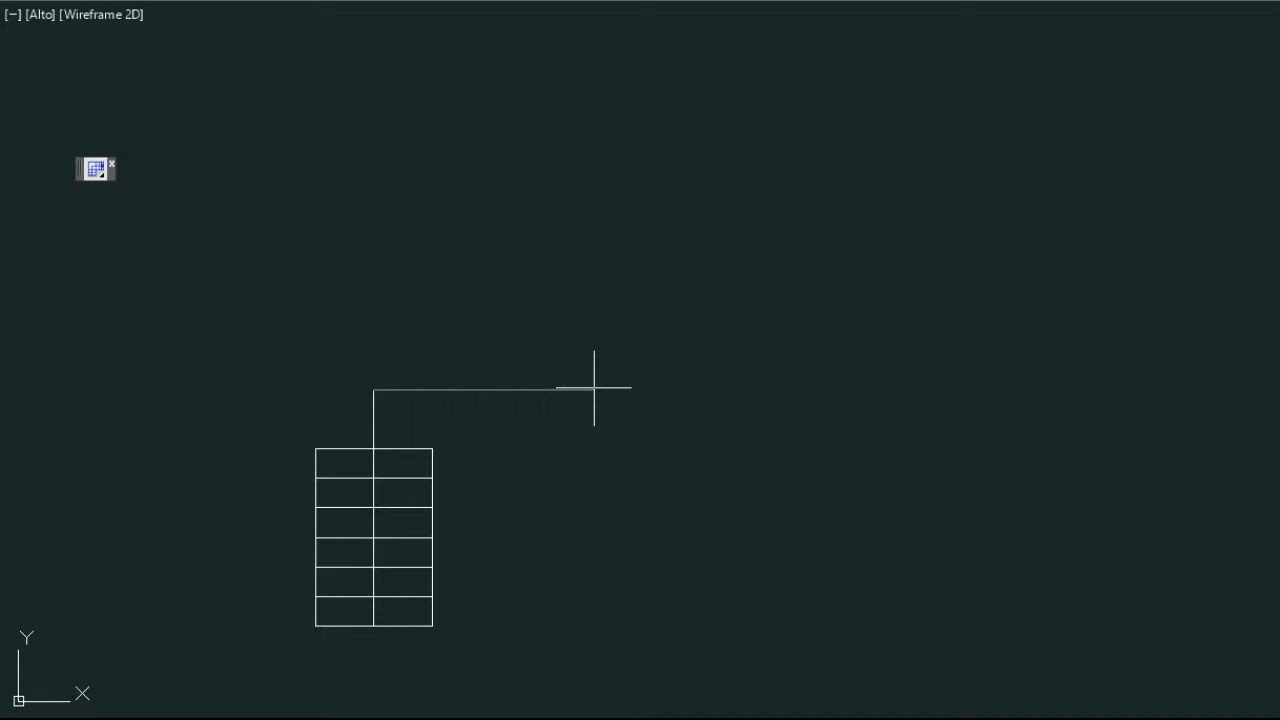 [−] [Alto] [Wireframe 2D]
x
Y
X